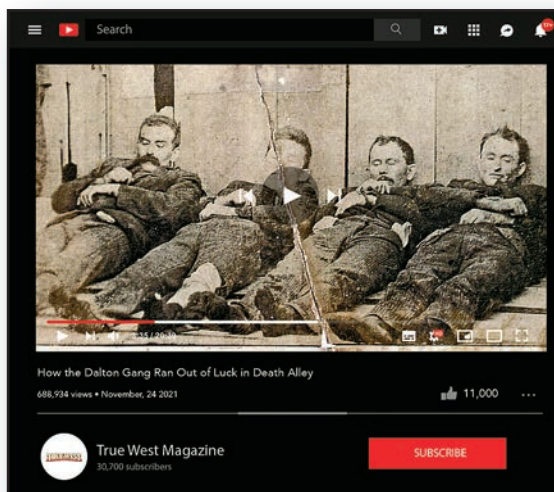 Search
How the Dalton Gang Ran Out of Luck in Death Alley
688,934 views • November, 24 2021
11,000
True West Magazine
30,700 subscribers
SUBSCRIBE